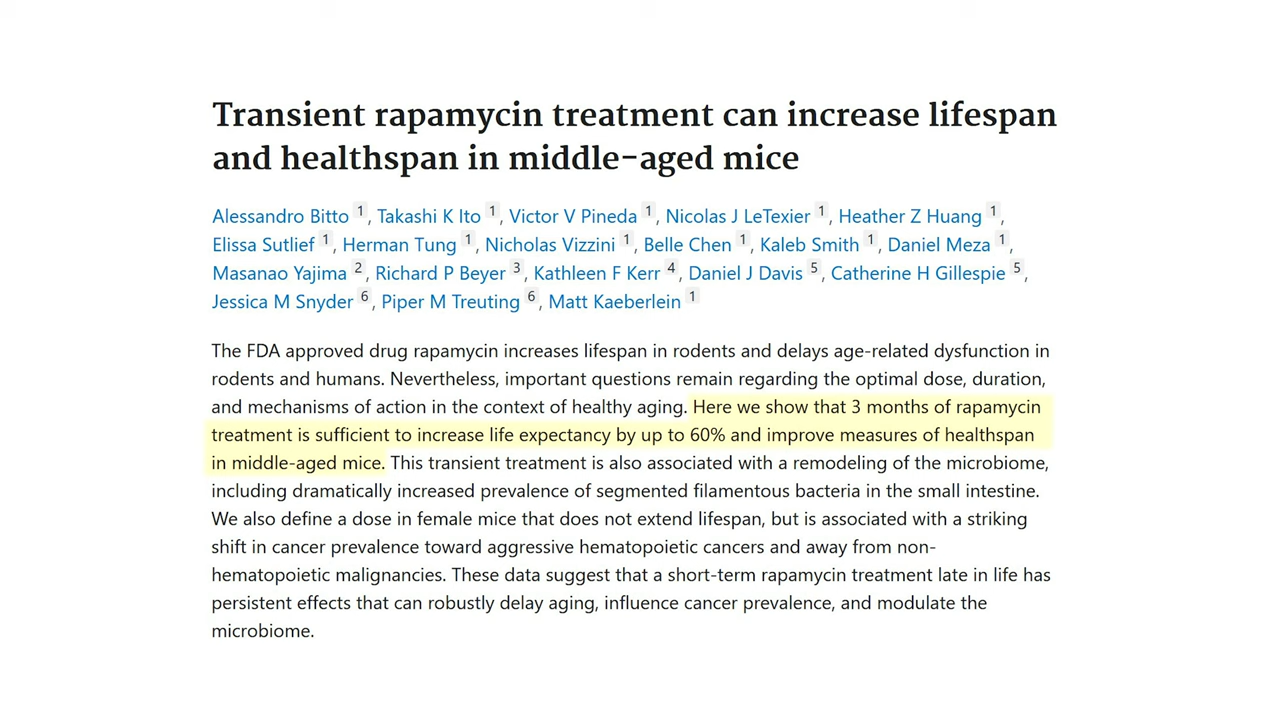 Transient rapamycin treatment can increase lifespan
and healthspan in middle-aged mice
Alessandro Bitto 1, Takashi K Ito 1, Victor V Pineda 1, Nicolas J LeTexier 1, Heather Z Huang 1,
Elissa Sutlief 1, Herman Tung 1, Nicholas Vizzini 1, Belle Chen 1, Kaleb Smith 1, Daniel Meza 1,
Masanao Yajima 2, Richard P Beyer 3, Kathleen F Kerr 4, Daniel J Davis 5, Catherine H Gillespie 5,
Jessica M Snyder 6, Piper M Treuting 6, Matt Kaeberlein 1
The FDA approved drug rapamycin increases lifespan in rodents and delays age-related dysfunction in
rodents and humans. Nevertheless, important questions remain regarding the optimal dose, duration,
and mechanisms of action in the context of healthy aging. Here we show that 3 months of rapamycin
treatment is sufficient to increase life expectancy by up to 60% and improve measures of healthspan
in middle-aged mice. This transient treatment is also associated with a remodeling of the microbiome,
including dramatically increased prevalence of segmented filamentous bacteria in the small intestine.
We also define a dose in female mice that does not extend lifespan, but is associated with a striking
shift in cancer prevalence toward aggressive hematopoietic cancers and away from non-
hematopoietic malignancies. These data suggest that a short-term rapamycin treatment late in life has
persistent effects that can robustly delay aging, influence cancer prevalence, and modulate the
microbiome.